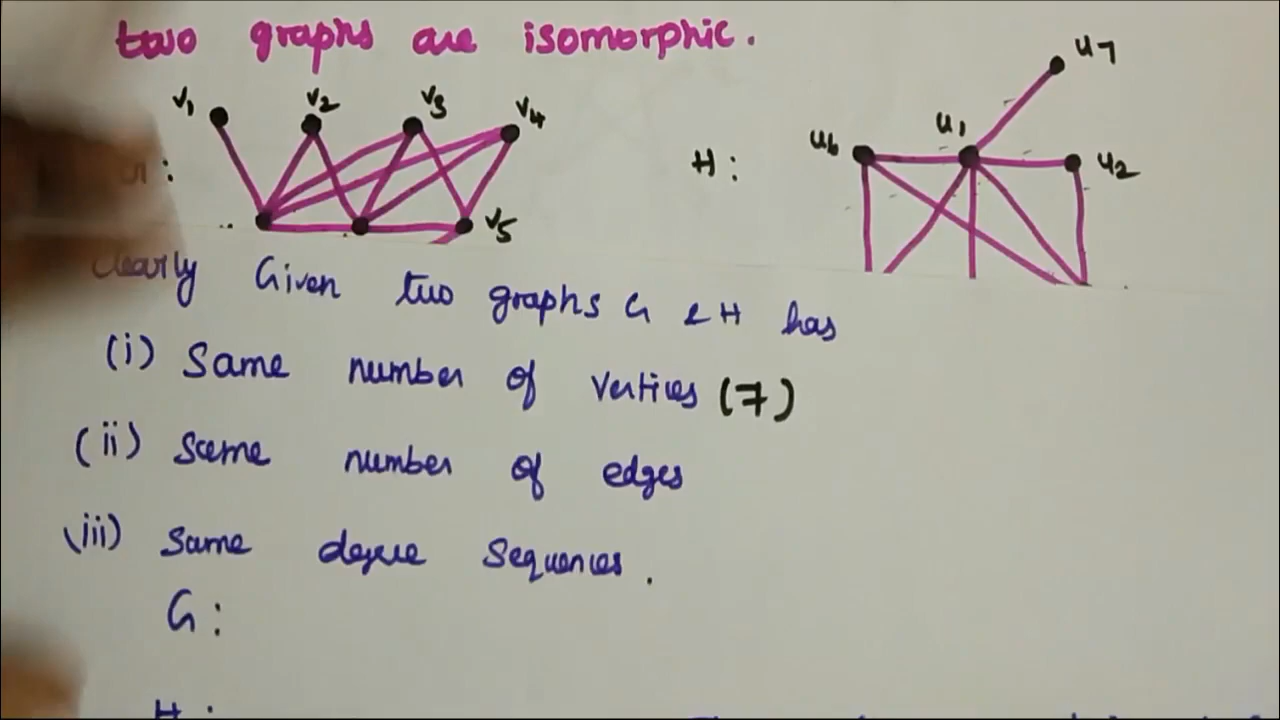 two graphs are isomorphic.
v1 v2 v3 v4
v5
H:
u7
u6 u1 u2
Clearly Given two graphs G & H has
(i) Same number of vertices (7)
(ii) Same number of edges
(iii) Same degree Sequences.
G:
H: